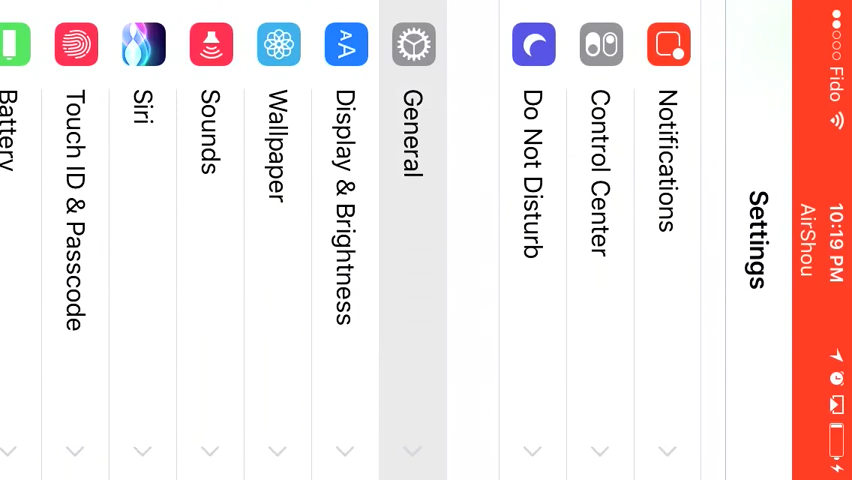 Fido 10:19 PM
AirShou
Settings
Notifications
Control Center
Do Not Disturb
General
AA Display & Brightness
Wallpaper
Sounds
Siri
Touch ID & Passcode
Battery